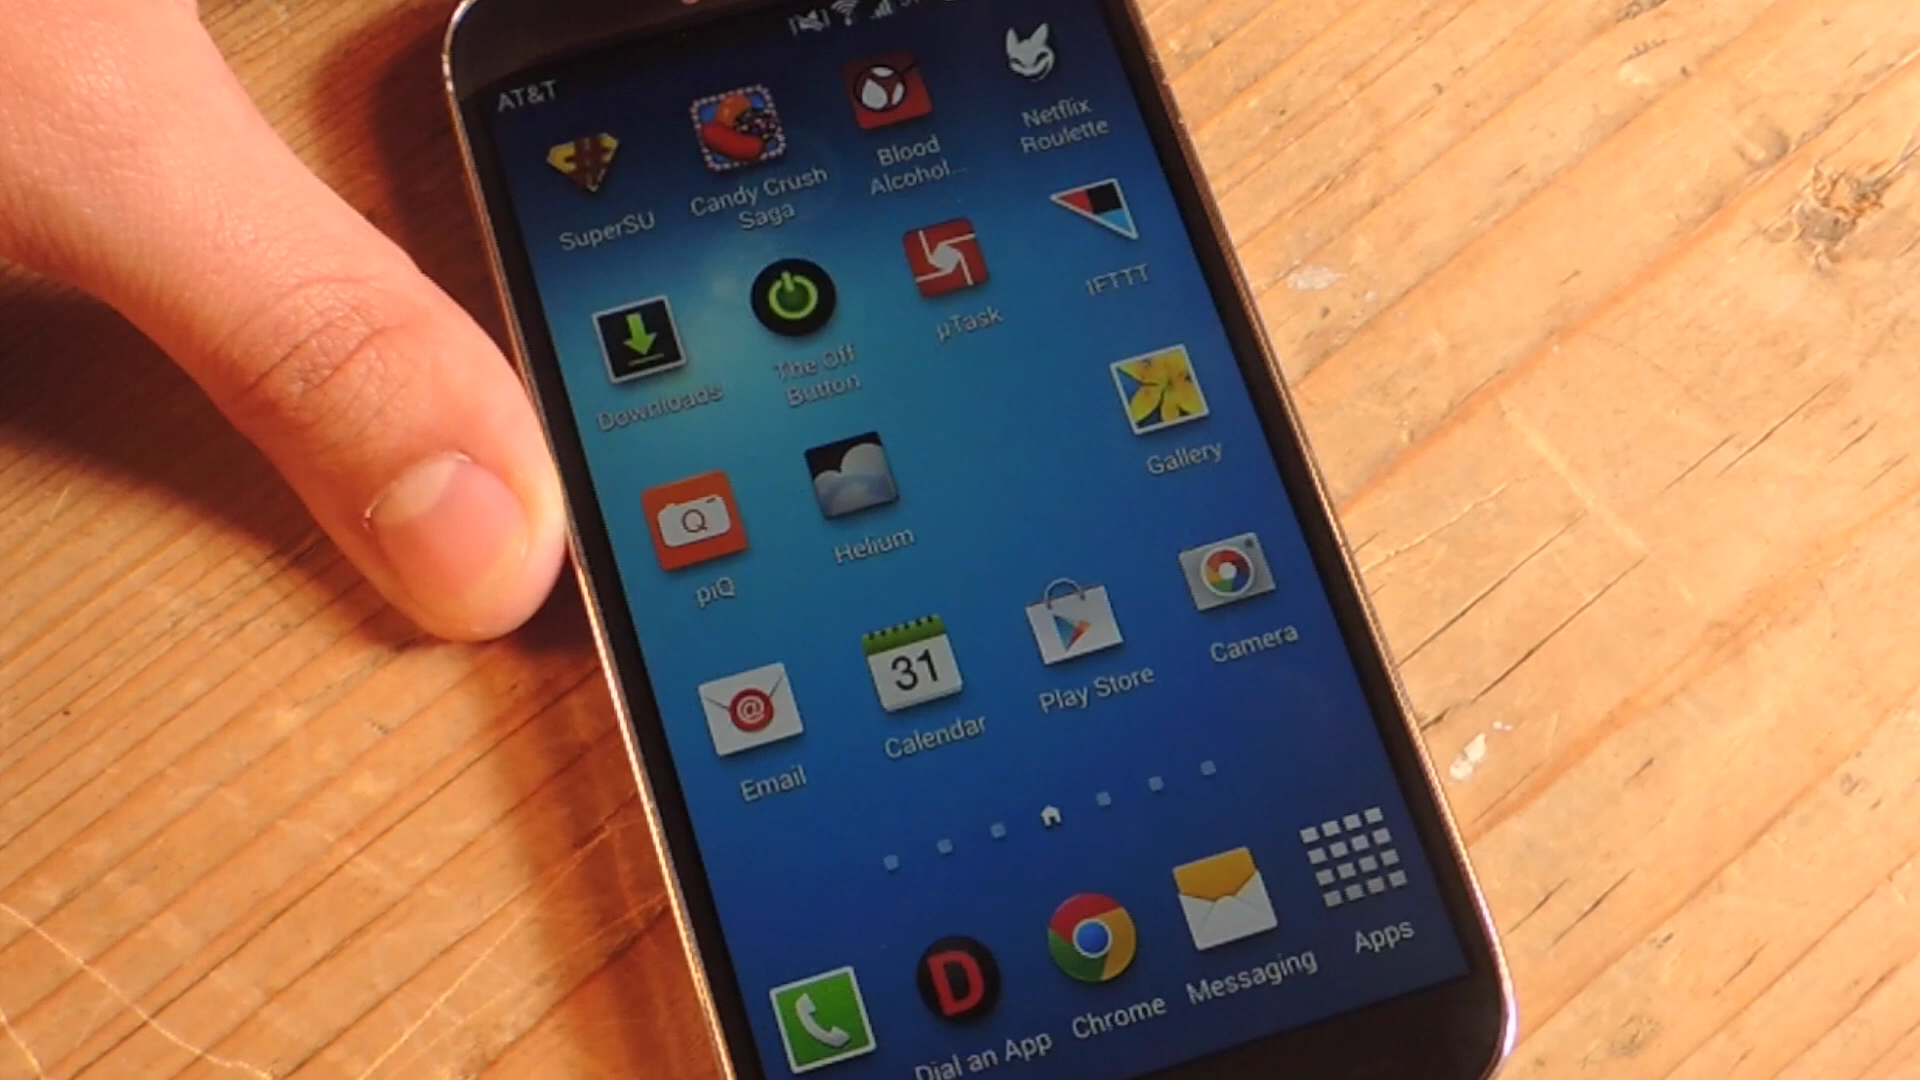 AT&T
SuperSU
Candy Crush
Saga
Blood
Alcohol...
Netflix
Roulette
Downloads
The Off
Button
µTask
IFTTT
Q
piQ
Helium
Gallery
@
Email
31
Calendar
Play Store
Camera
D
Dial an App
Chrome
Messaging
Apps